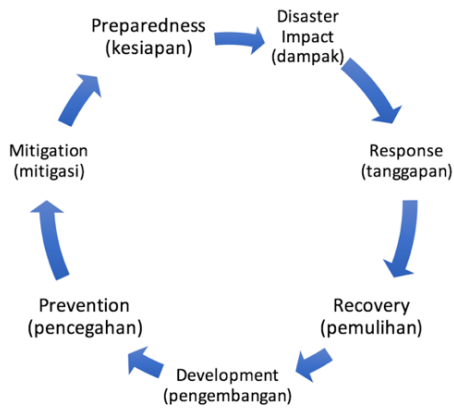 Preparedness
(kesiapan)
Disaster
Impact
(dampak)
Response
(tanggapan)
Recovery
(pemulihan)
Development
(pengembangan)
Prevention
(pencegahan)
Mitigation
(mitigasi)